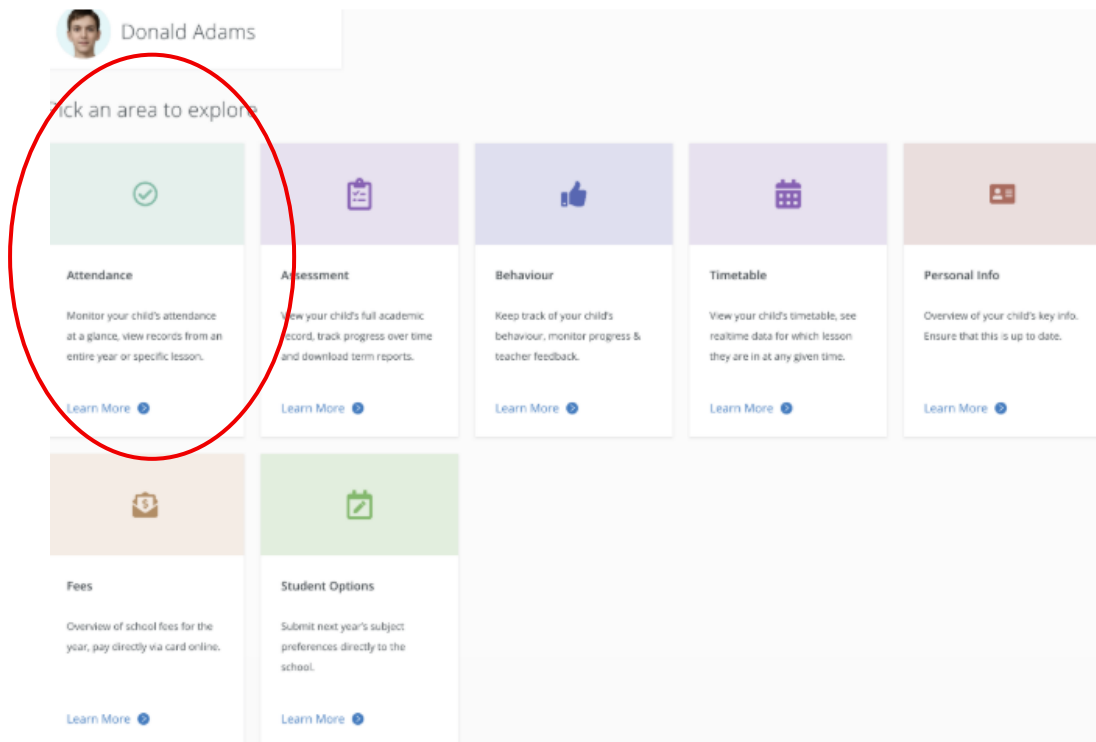 Donald Adams
Pick an area to explore
Attendance
Monitor your child's attendance
at a glance, view records from an
entire year or specific lesson.
Learn More
Assessment
View your child's full academic
record, track progress over time
and download term reports.
Learn More
Behaviour
Keep track of your child's
behaviour, monitor progress &
teacher feedback.
Learn More
Timetable
View your child's timetable, see
realtime data for which lesson
they are in at any given time.
Learn More
Personal Info
Overview of your child's key info.
Ensure that this is up to date.
Learn More
Fees
Overview of school fees for the
year, pay directly via card online.
Learn More
Student Options
Submit next year's subject
preferences directly to the
school.
Learn More